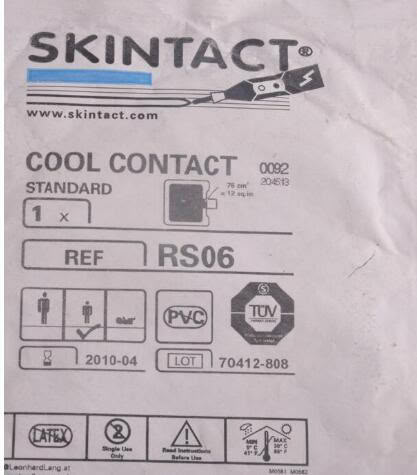 SKINTACT®
www.skintact.com
COOL CONTACT 0092
STANDARD 76 cm² 204513
= 12 sq.in
1 x
REF RS06
PVC
TÜV
2010-04 LOT 70412-808
LATEX
Single Use Only
Read Instructions Before Use
MIN MAX
5° C 30° C
41° F 86° F
@LeonhardLang.at
M0581 M0582